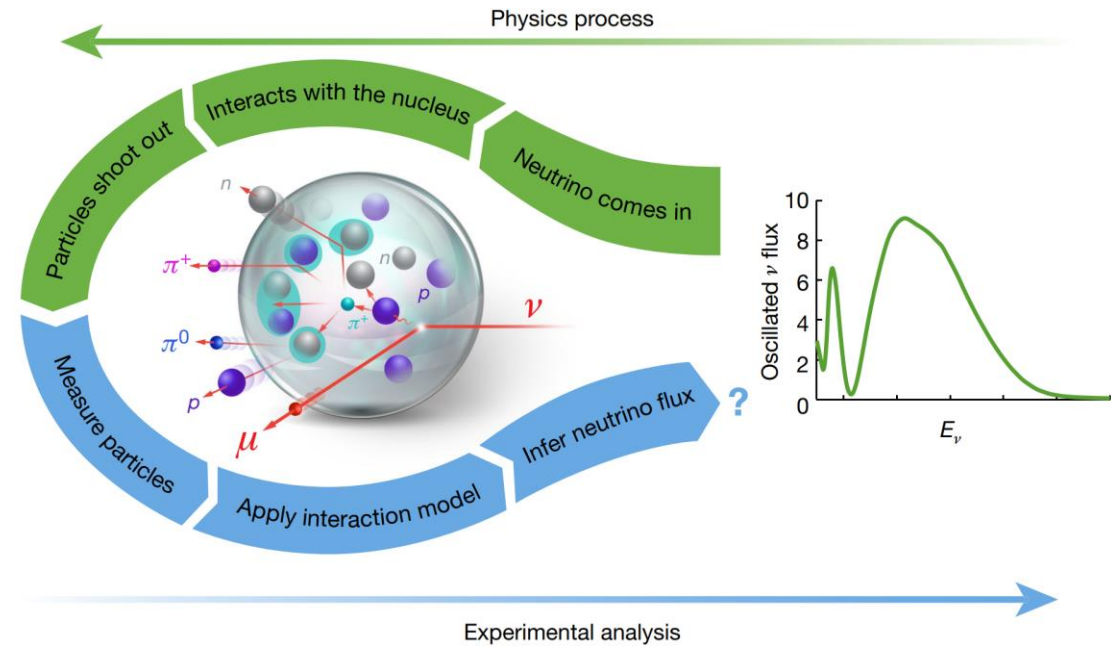 Physics process
Neutrino comes in
Interacts with the nucleus
Particles shoot out
n
π⁺
π⁰
p
μ
ν
n
p
π⁺
Measure particles
Apply interaction model
Infer neutrino flux
?
Oscillated ν flux
10
8
6
4
2
0
Eᵥ
Experimental analysis